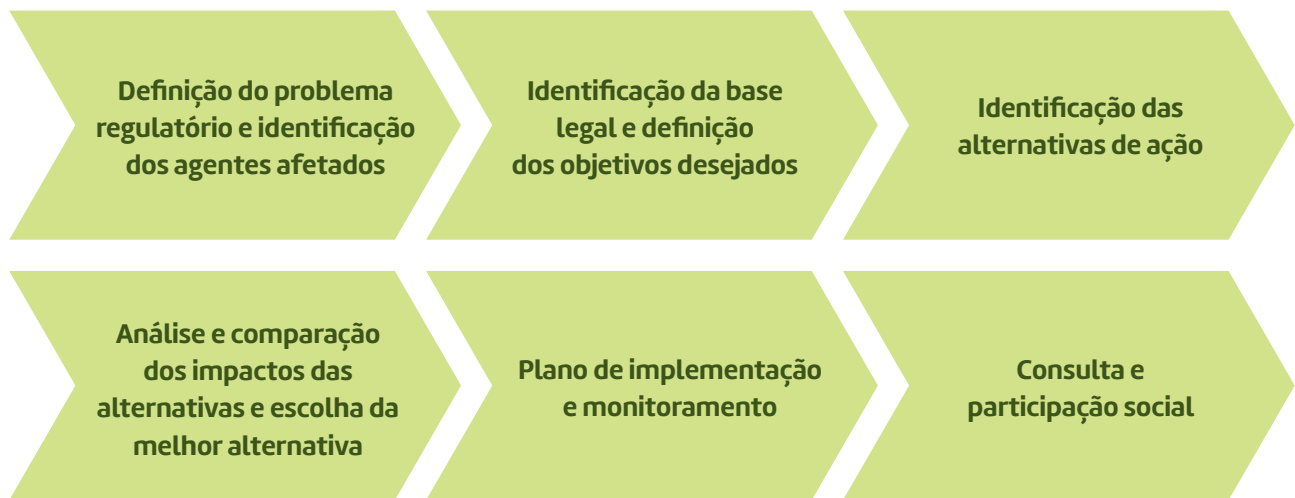 Definição do problema
regulatório e identificação
dos agentes afetados
Identificação da base
legal e definição
dos objetivos desejados
Identificação das
alternativas de ação
Análise e comparação
dos impactos das
alternativas e escolha da
melhor alternativa
Plano de implementação
e monitoramento
Consulta e
participação social